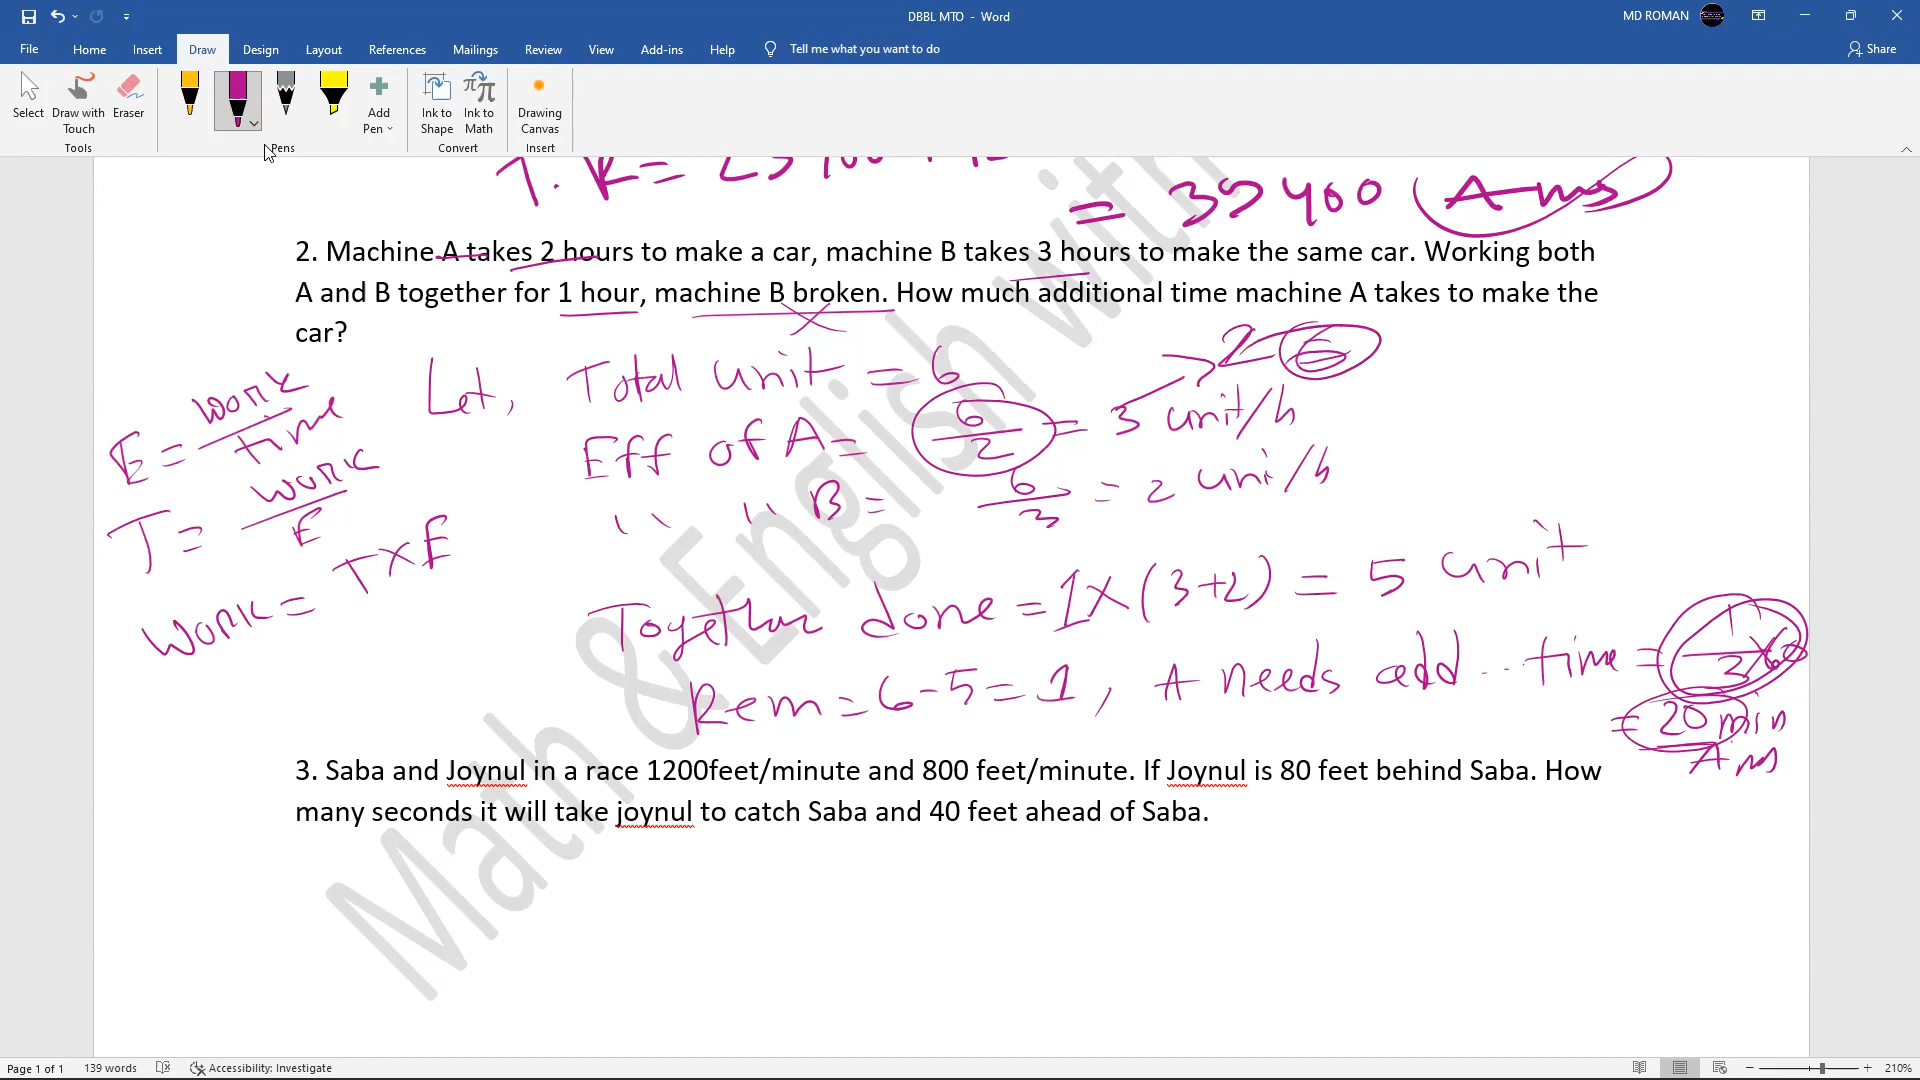 DBBL MTO - Word
MD ROMAN
File Home Insert Draw Design Layout References Mailings Review View Add-ins Help Tell me what you want to do Share
Select Draw with Touch Eraser Add Pen Ink to Shape Ink to Math Drawing Canvas
Tools Pens Convert Insert
= 39400 Ans
2. Machine A takes 2 hours to make a car, machine B takes 3 hours to make the same car. Working both
A and B together for 1 hour, machine B broken. How much additional time machine A takes to make the
car?
Let, Total unit = 6
E = work/time
Eff of A = 6/2 = 3 unit/h
T = work/E
" " B = 6/3 = 2 uni/h
work = T × E
Together done = 1 × (3+2) = 5 unit
Rem = 6 - 5 = 1, A needs add... time = 1/3 × 60
= 20 min
Ans
3. Saba and Joynul in a race 1200feet/minute and 800 feet/minute. If Joynul is 80 feet behind Saba. How
many seconds it will take joynul to catch Saba and 40 feet ahead of Saba.
Math & English with
Page 1 of 1 139 words Accessibility: Investigate 210%